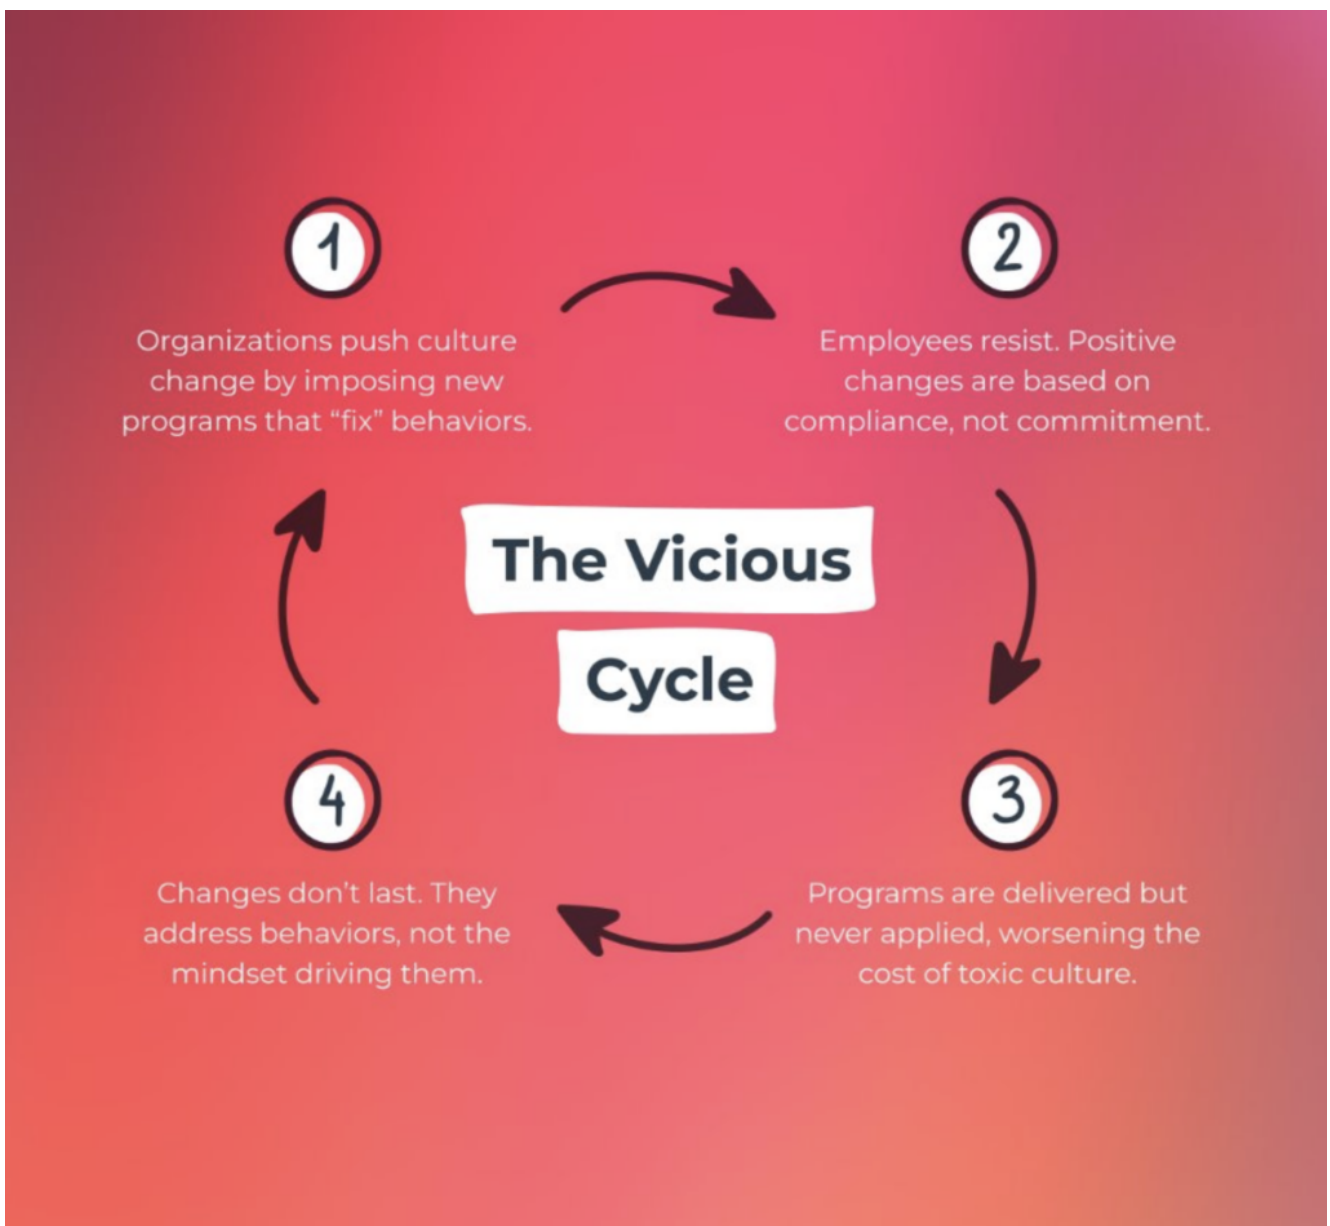 1
Organizations push culture
change by imposing new
programs that “fix” behaviors.
2
Employees resist. Positive
changes are based on
compliance, not commitment.
The Vicious
Cycle
3
Programs are delivered but
never applied, worsening the
cost of toxic culture.
4
Changes don’t last. They
address behaviors, not the
mindset driving them.